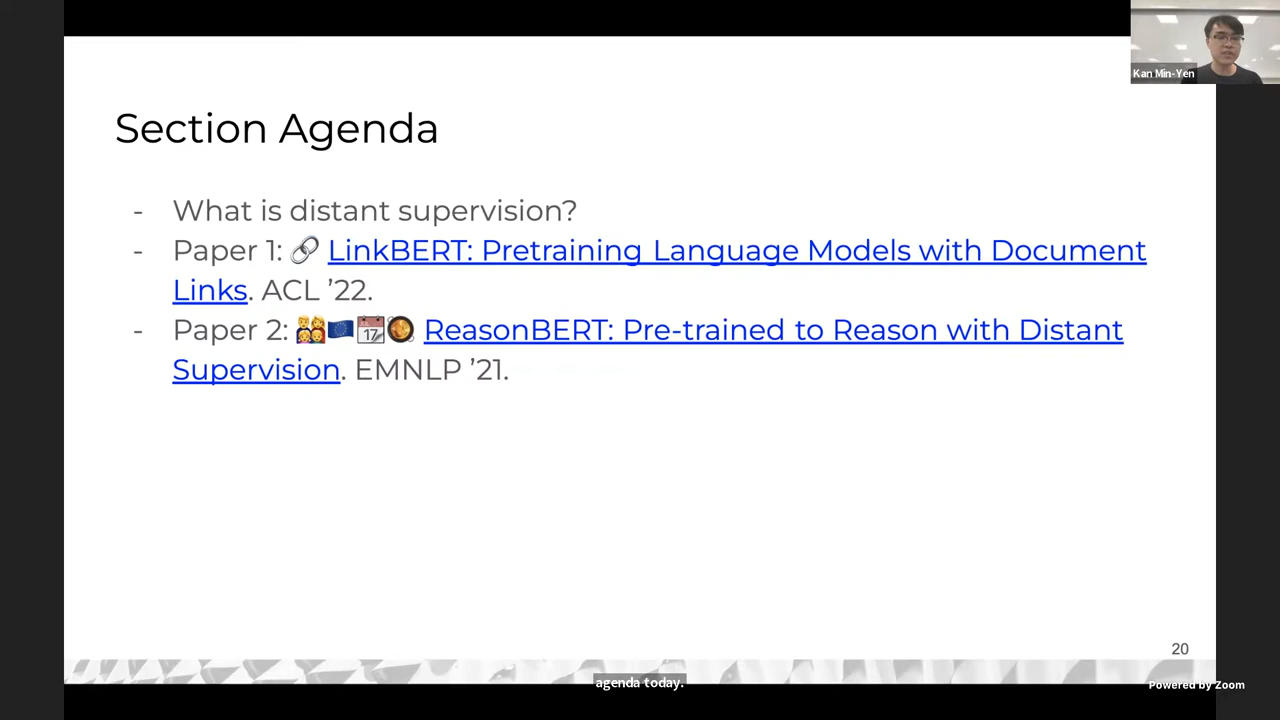 Kan Min-Yen
Section Agenda
- What is distant supervision?
- Paper 1: 🔗 LinkBERT: Pretraining Language Models with Document
Links. ACL ’22.
- Paper 2: 👨‍👩‍👧‍👦🇪🇺📅🥘 ReasonBERT: Pre-trained to Reason with Distant
Supervision. EMNLP ’21.
20
agenda today.
Powered by Zoom